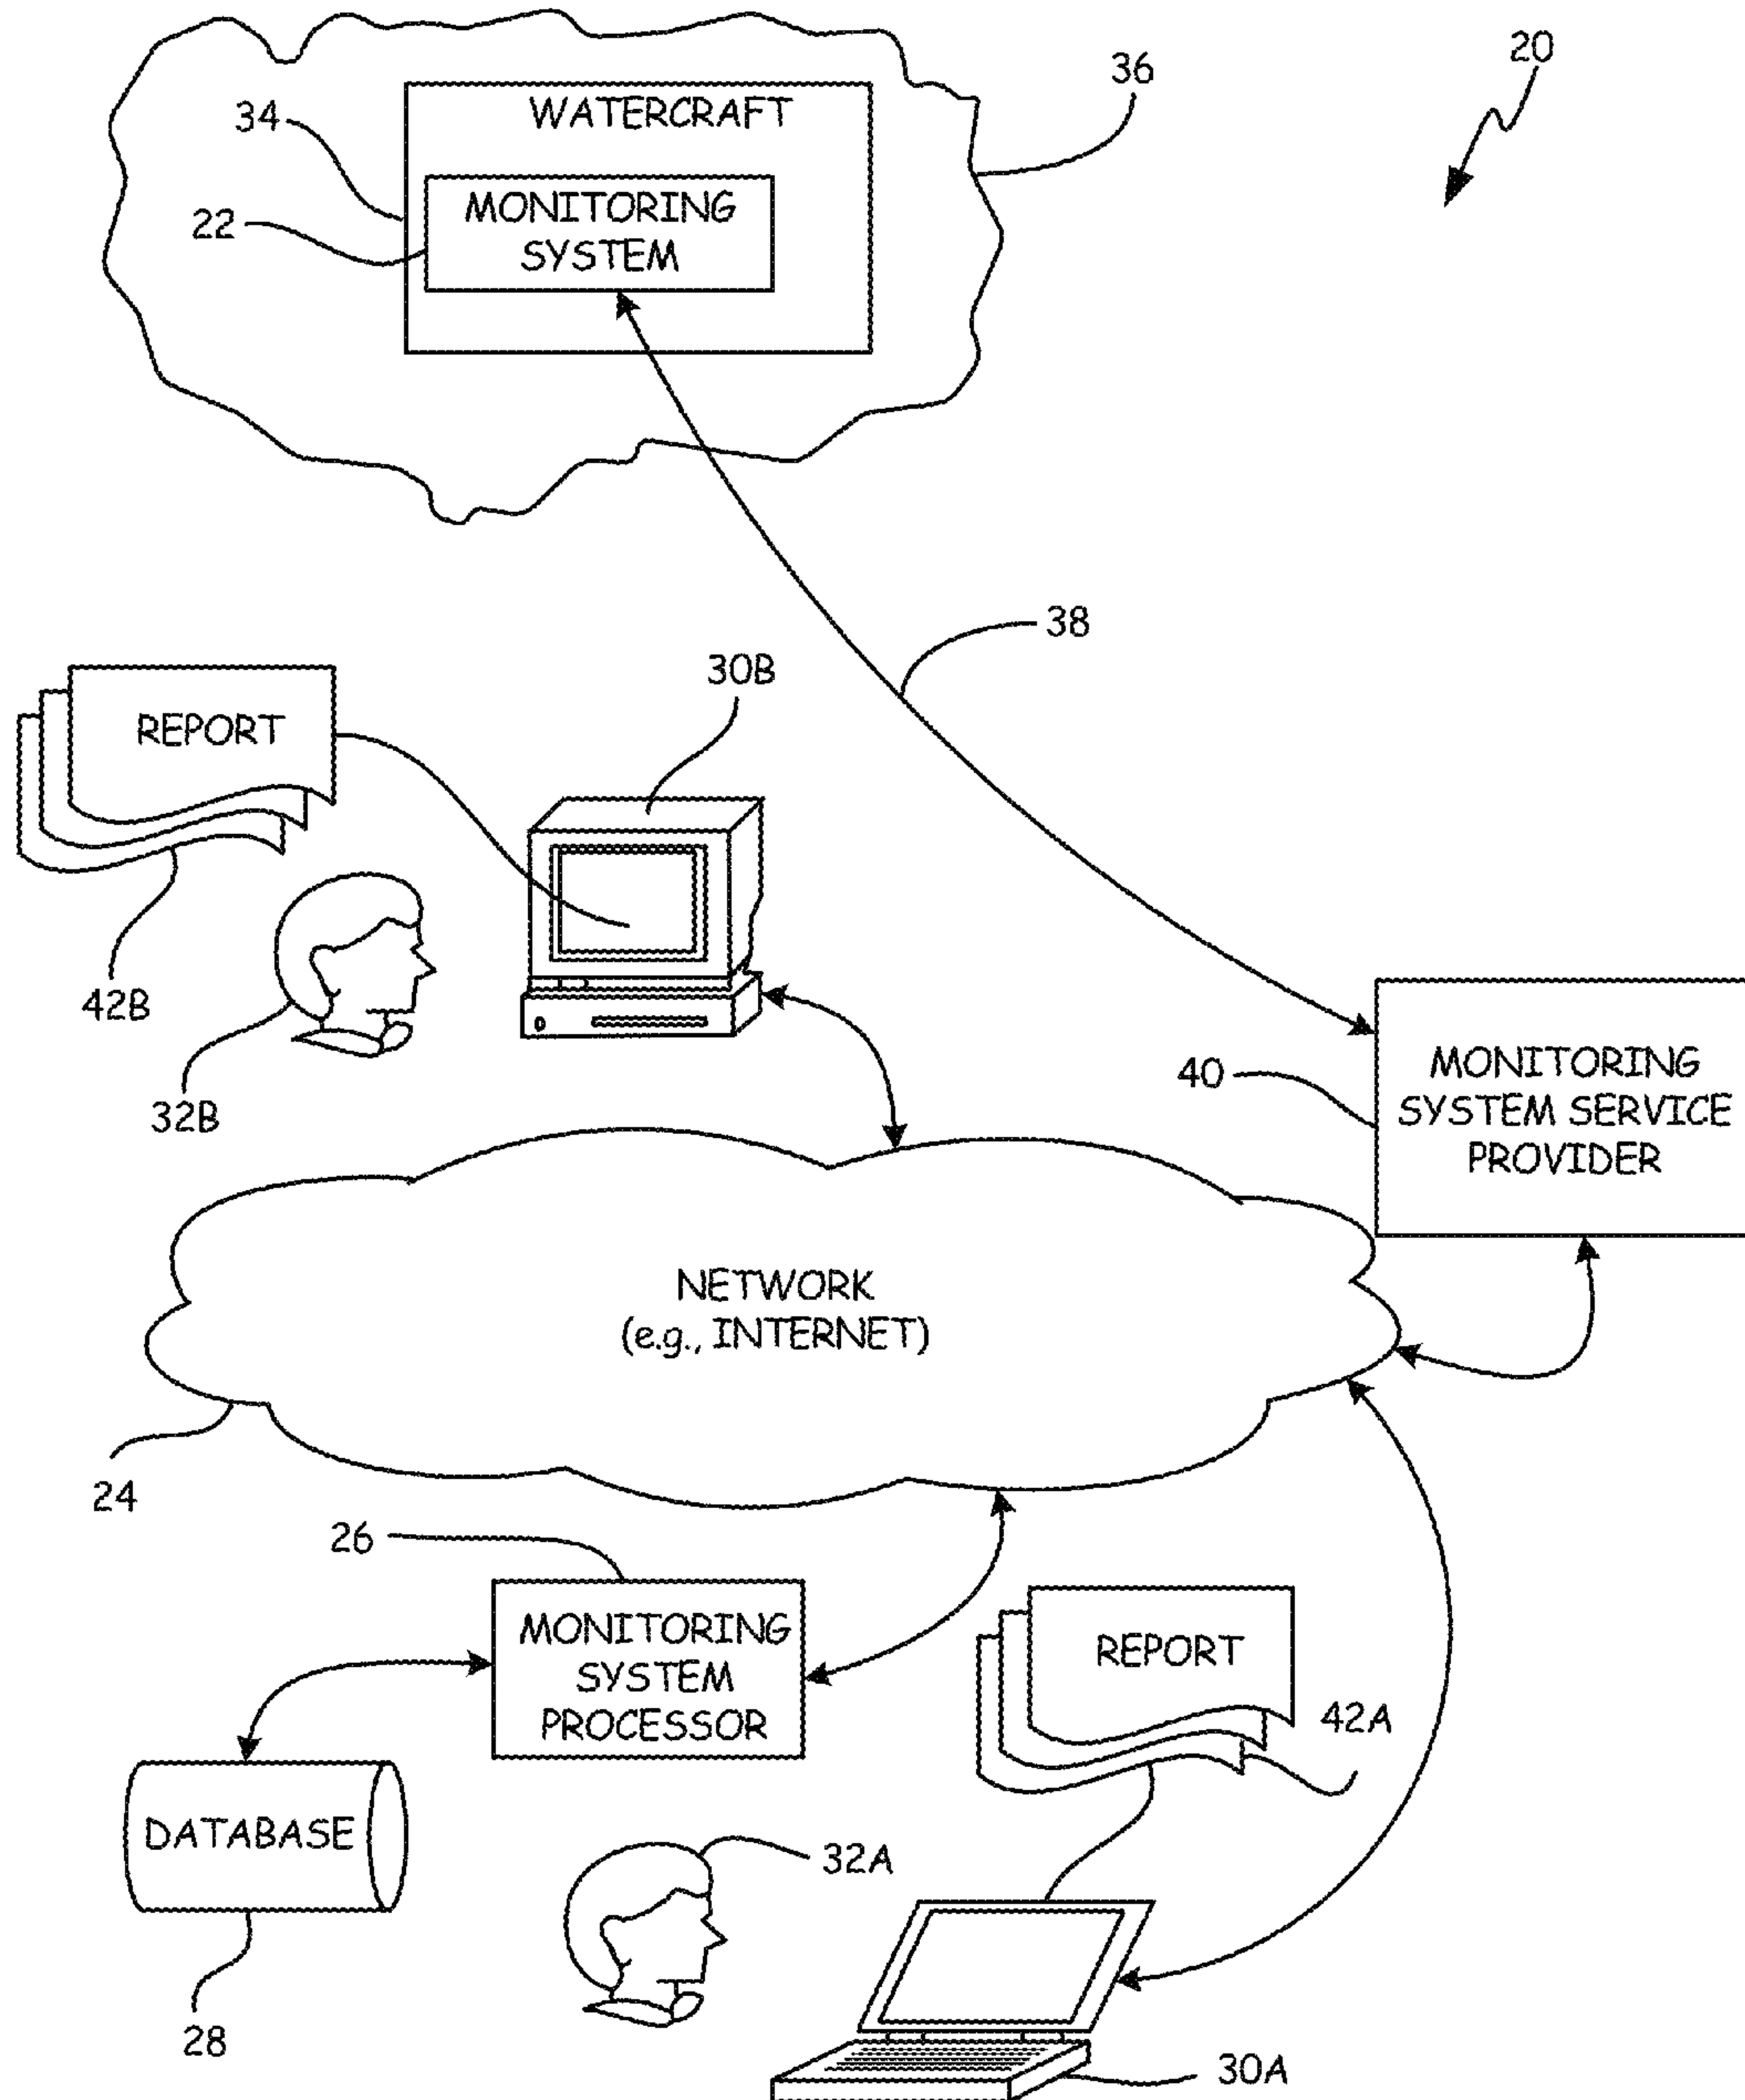 20
36
WATERCRAFT
34
MONITORING
SYSTEM
22
38
30B
REPORT
42B
32B
40
MONITORING
SYSTEM SERVICE
PROVIDER
NETWORK
(e.g., INTERNET)
24
26
MONITORING
SYSTEM
PROCESSOR
REPORT
42A
DATABASE
32A
28
30A